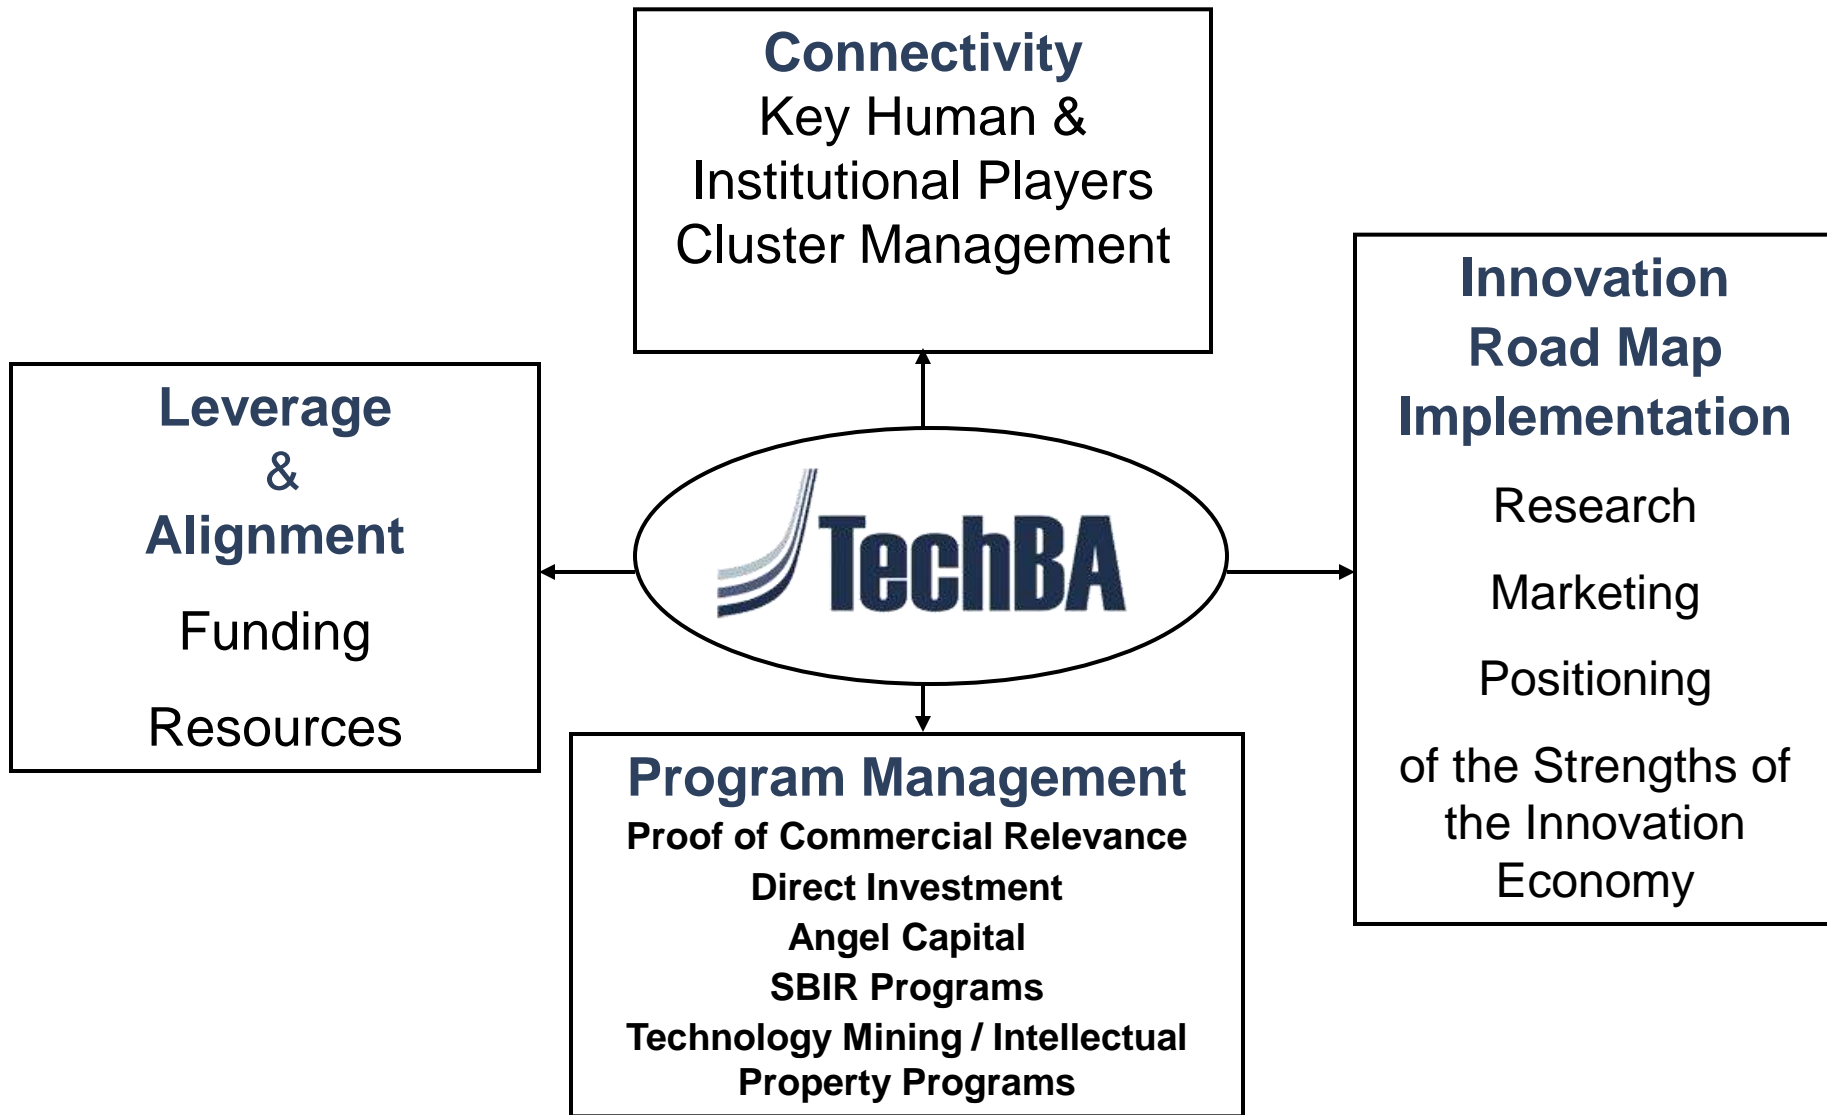 Connectivity
Key Human &
Institutional Players
Cluster Management
Leverage
&
Alignment
Funding
Resources
TechBA
Innovation
Road Map
Implementation
Research
Marketing
Positioning
of the Strengths of
the Innovation
Economy
Program Management
Proof of Commercial Relevance
Direct Investment
Angel Capital
SBIR Programs
Technology Mining / Intellectual
Property Programs